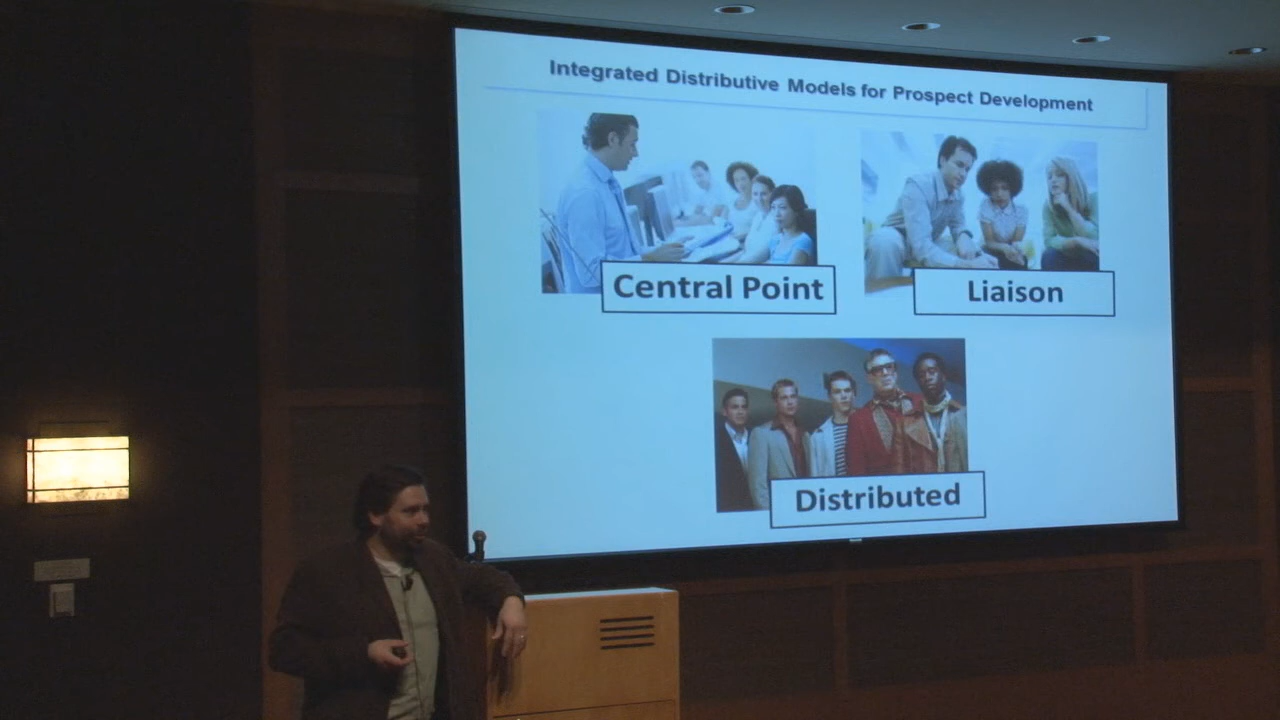 Integrated Distributive Models for Prospect Development
Central Point
Liaison
Distributed